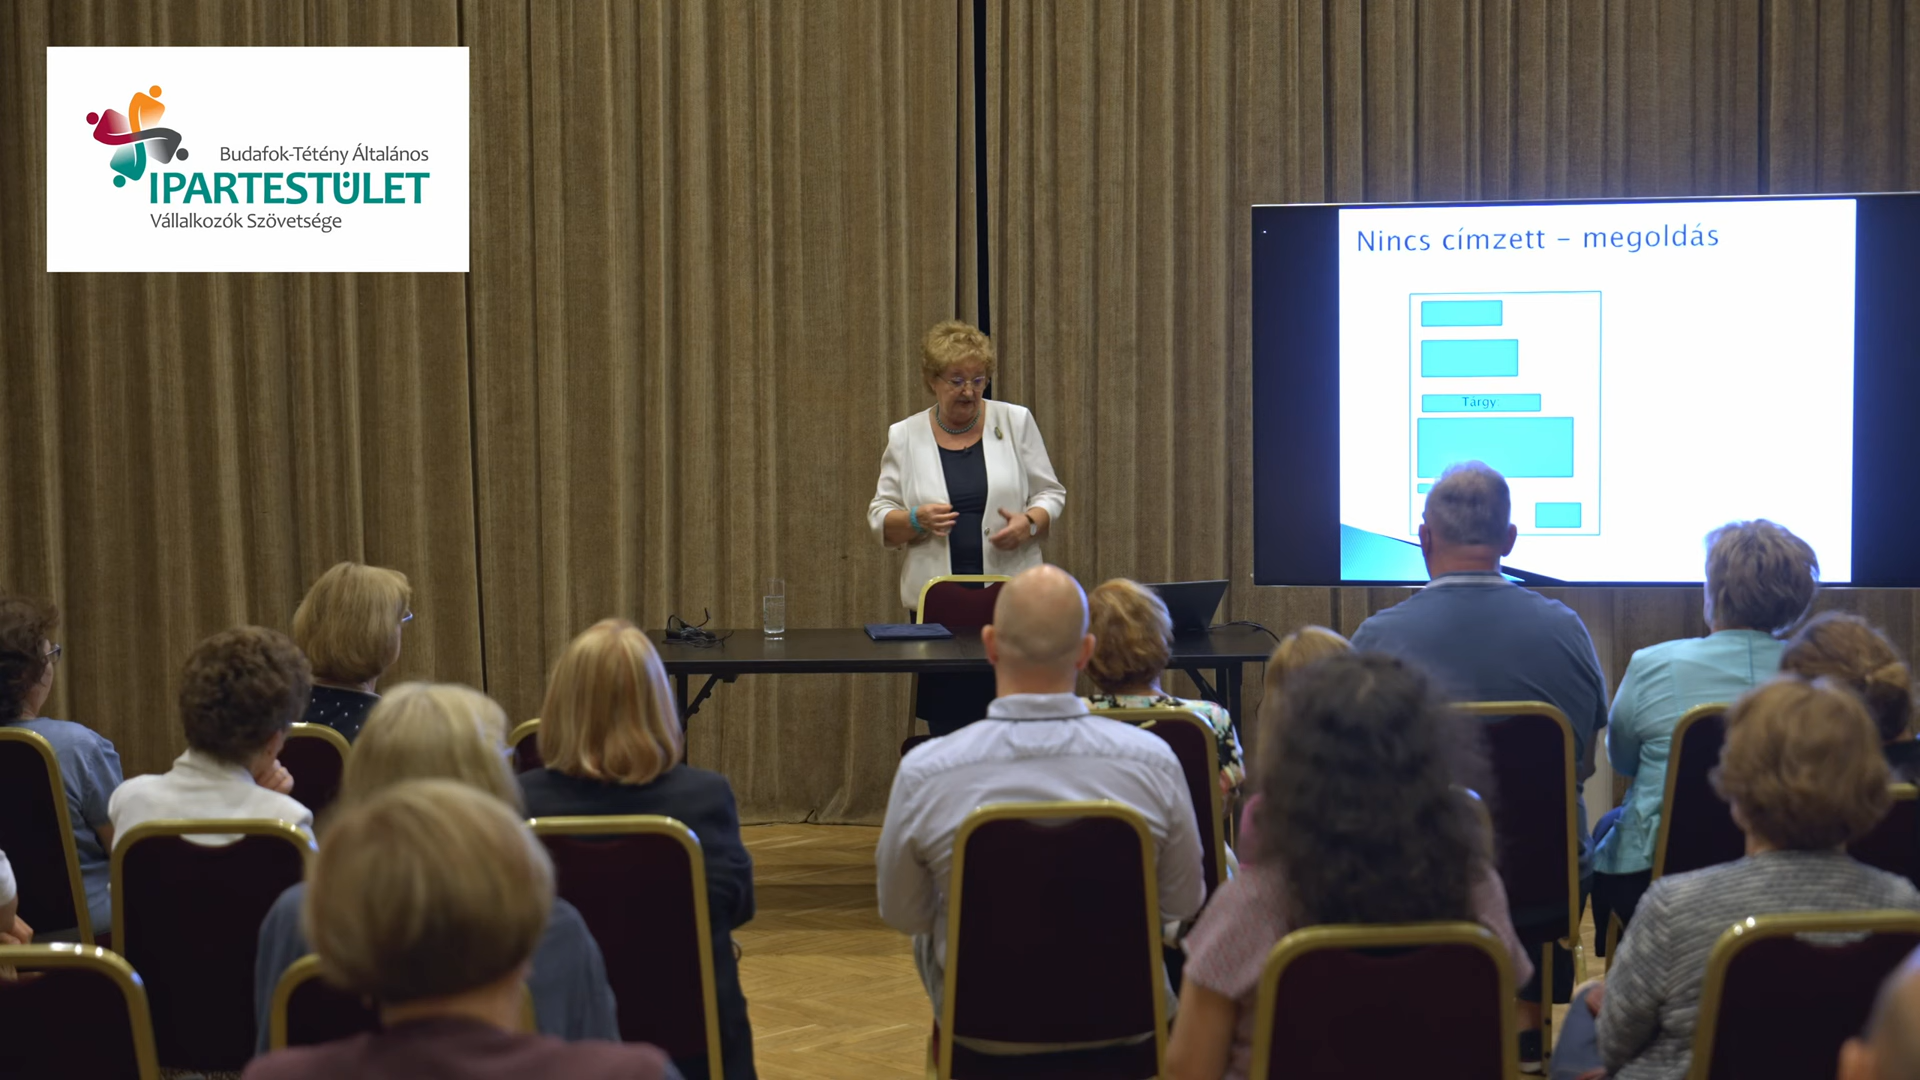 Budafok-Tétény Általános
IPARTESTÜLET
Vállalkozók Szövetsége
Nincs címzett – megoldás
Tárgy